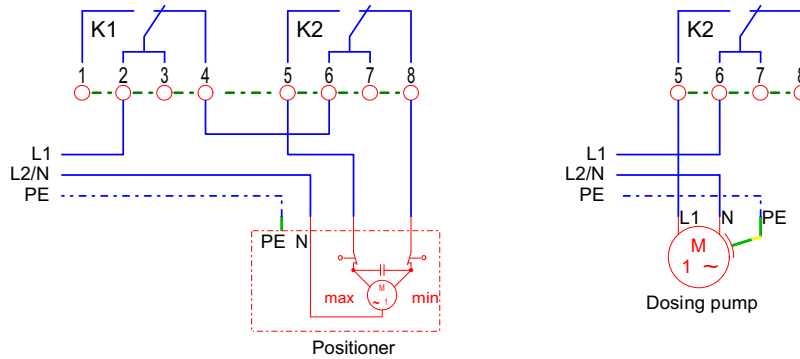 K1 K2 K2
1 2 3 4 5 6 7 8 5 6 7 8
L1 L1
L2/N L2/N
PE PE
L1 N PE
PE N
M
1 ~
max M min
~ 1
Dosing pump
Positioner